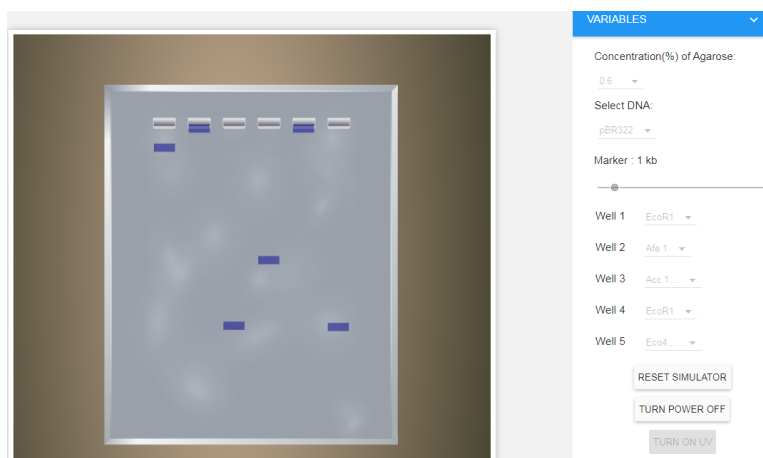 VARIABLES
Concentration(%) of Agarose:
0.6
Select DNA:
pBR322
Marker : 1 kb
Well 1 EcoR1
Well 2 Afe 1
Well 3 Acc 1...
Well 4 EcoR1
Well 5 Eco4...
RESET SIMULATOR
TURN POWER OFF
TURN ON UV